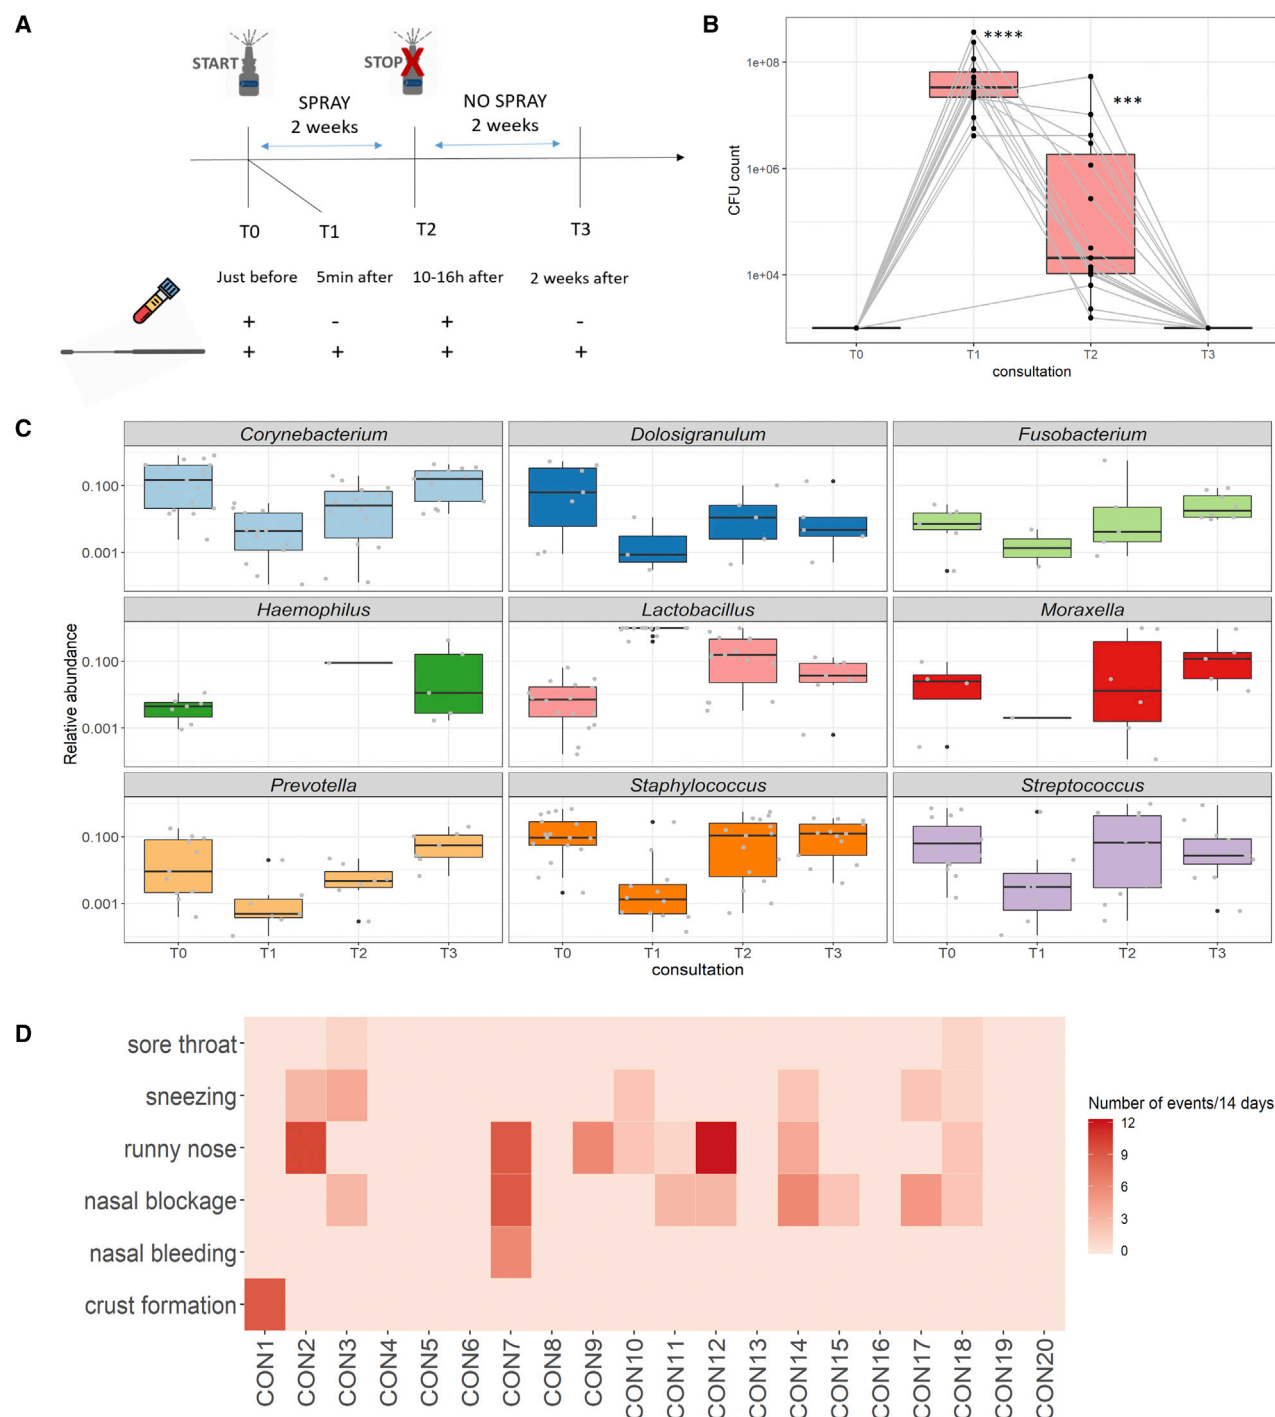 A
START
STOP
SPRAY
2 weeks
NO SPRAY
2 weeks
T0
T1
T2
T3
Just before
5min after
10-16h after
2 weeks after
+
-
+
-
+
+
+
+
B
****
***
1e+08
1e+06
1e+04
CFU count
T0
T1
T2
T3
consultation
C
Corynebacterium
Dolosigranulum
Fusobacterium
0.100
0.001
Haemophilus
Lactobacillus
Moraxella
0.100
0.001
Relative abundance
Prevotella
Staphylococcus
Streptococcus
0.100
0.001
T0
T1
T2
T3
T0
T1
T2
T3
T0
T1
T2
T3
consultation
D
sore throat
sneezing
runny nose
nasal blockage
nasal bleeding
crust formation
Number of events/14 days
12
9
6
3
0
CON1
CON2
CON3
CON4
CON5
CON6
CON7
CON8
CON9
CON10
CON11
CON12
CON13
CON14
CON15
CON16
CON17
CON18
CON19
CON20